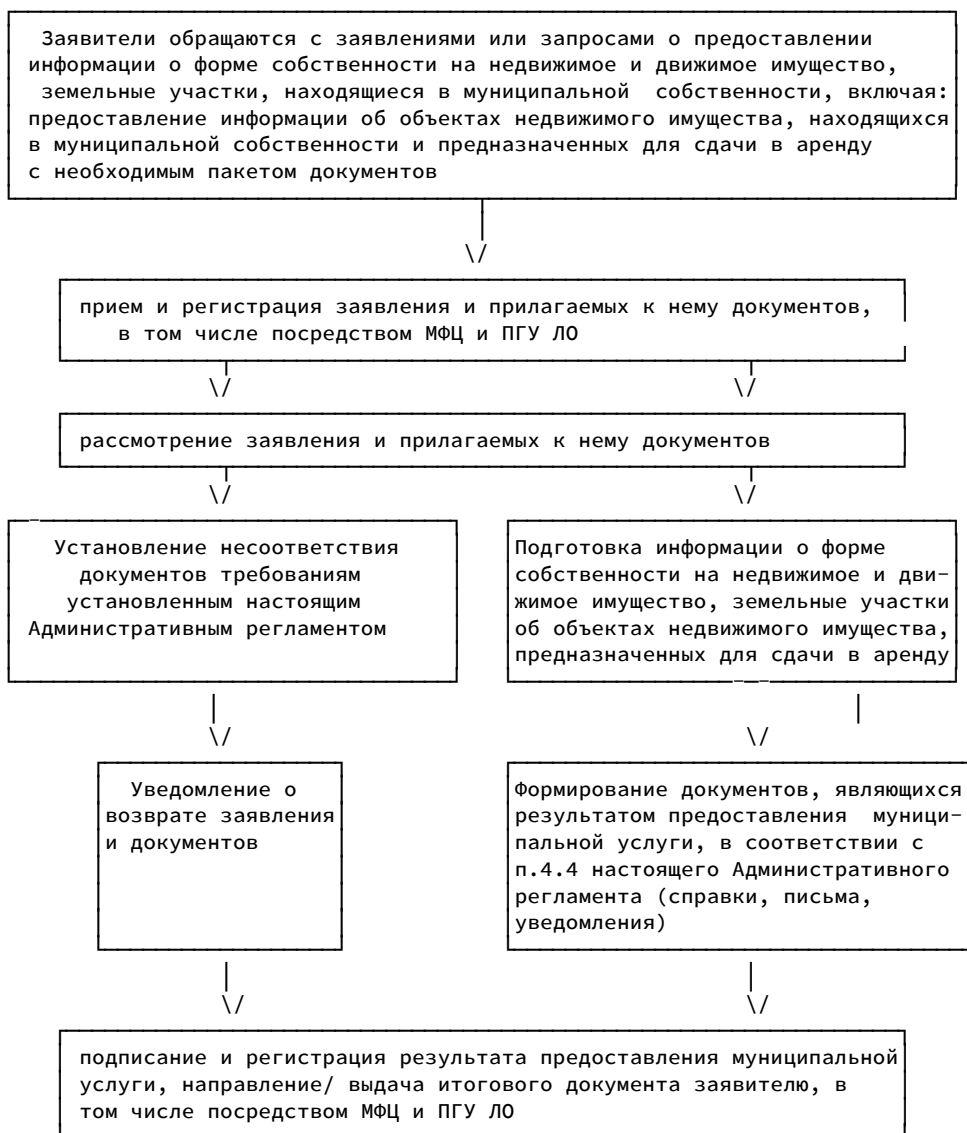 Заявители обращаются с заявлениями или запросами о предоставлении
информации о форме собственности на недвижимое и движимое имущество,
земельные участки, находящиеся в муниципальной собственности, включая:
предоставление информации об объектах недвижимого имущества, находящихся
в муниципальной собственности и предназначенных для сдачи в аренду
с необходимым пакетом документов
прием и регистрация заявления и прилагаемых к нему документов,
в том числе посредством МФЦ и ПГУ ЛО
рассмотрение заявления и прилагаемых к нему документов
Установление несоответствия
документов требованиям
установленным настоящим
Административным регламентом
Подготовка информации о форме
собственности на недвижимое и дви-
жимое имущество, земельные участки
об объектах недвижимого имущества,
предназначенных для сдачи в аренду
Уведомление о
возврате заявления
и документов
Формирование документов, являющихся
результатом предоставления муници-
пальной услуги, в соответствии с
п.4.4 настоящего Административного
регламента (справки, письма,
уведомления)
подписание и регистрация результата предоставления муниципальной
услуги, направление/ выдача итогового документа заявителю, в
том числе посредством МФЦ и ПГУ ЛО